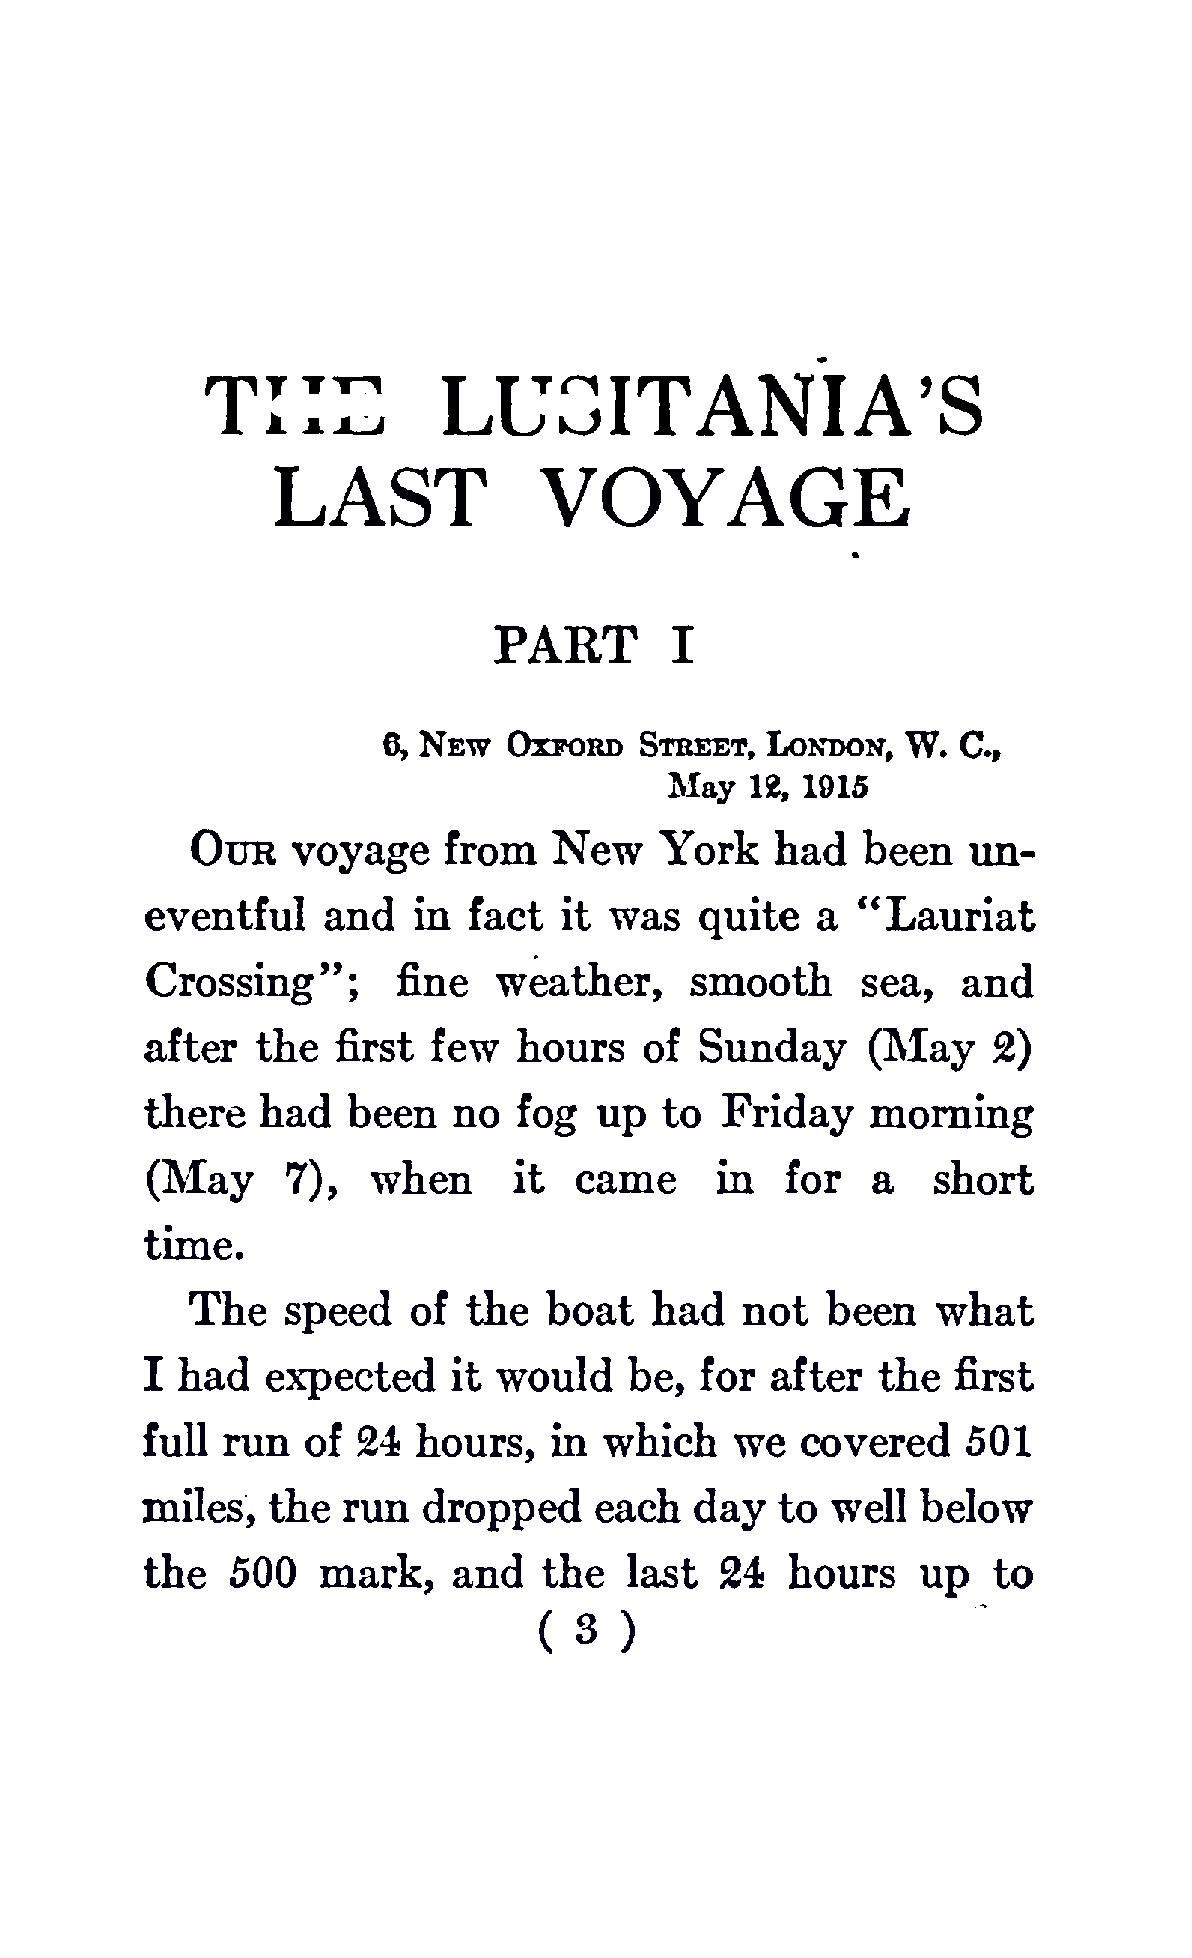 THE LUSITANIA'S
LAST VOYAGE
PART I
6, New Oxford Street, London, W. C.,
May 12, 1915
Our voyage from New York had been un-
eventful and in fact it was quite a “Lauriat
Crossing”; fine weather, smooth sea, and
after the first few hours of Sunday (May 2)
there had been no fog up to Friday morning
(May 7), when it came in for a short
time.
The speed of the boat had not been what
I had expected it would be, for after the first
full run of 24 hours, in which we covered 501
miles, the run dropped each day to well below
the 500 mark, and the last 24 hours up to
( 3 )